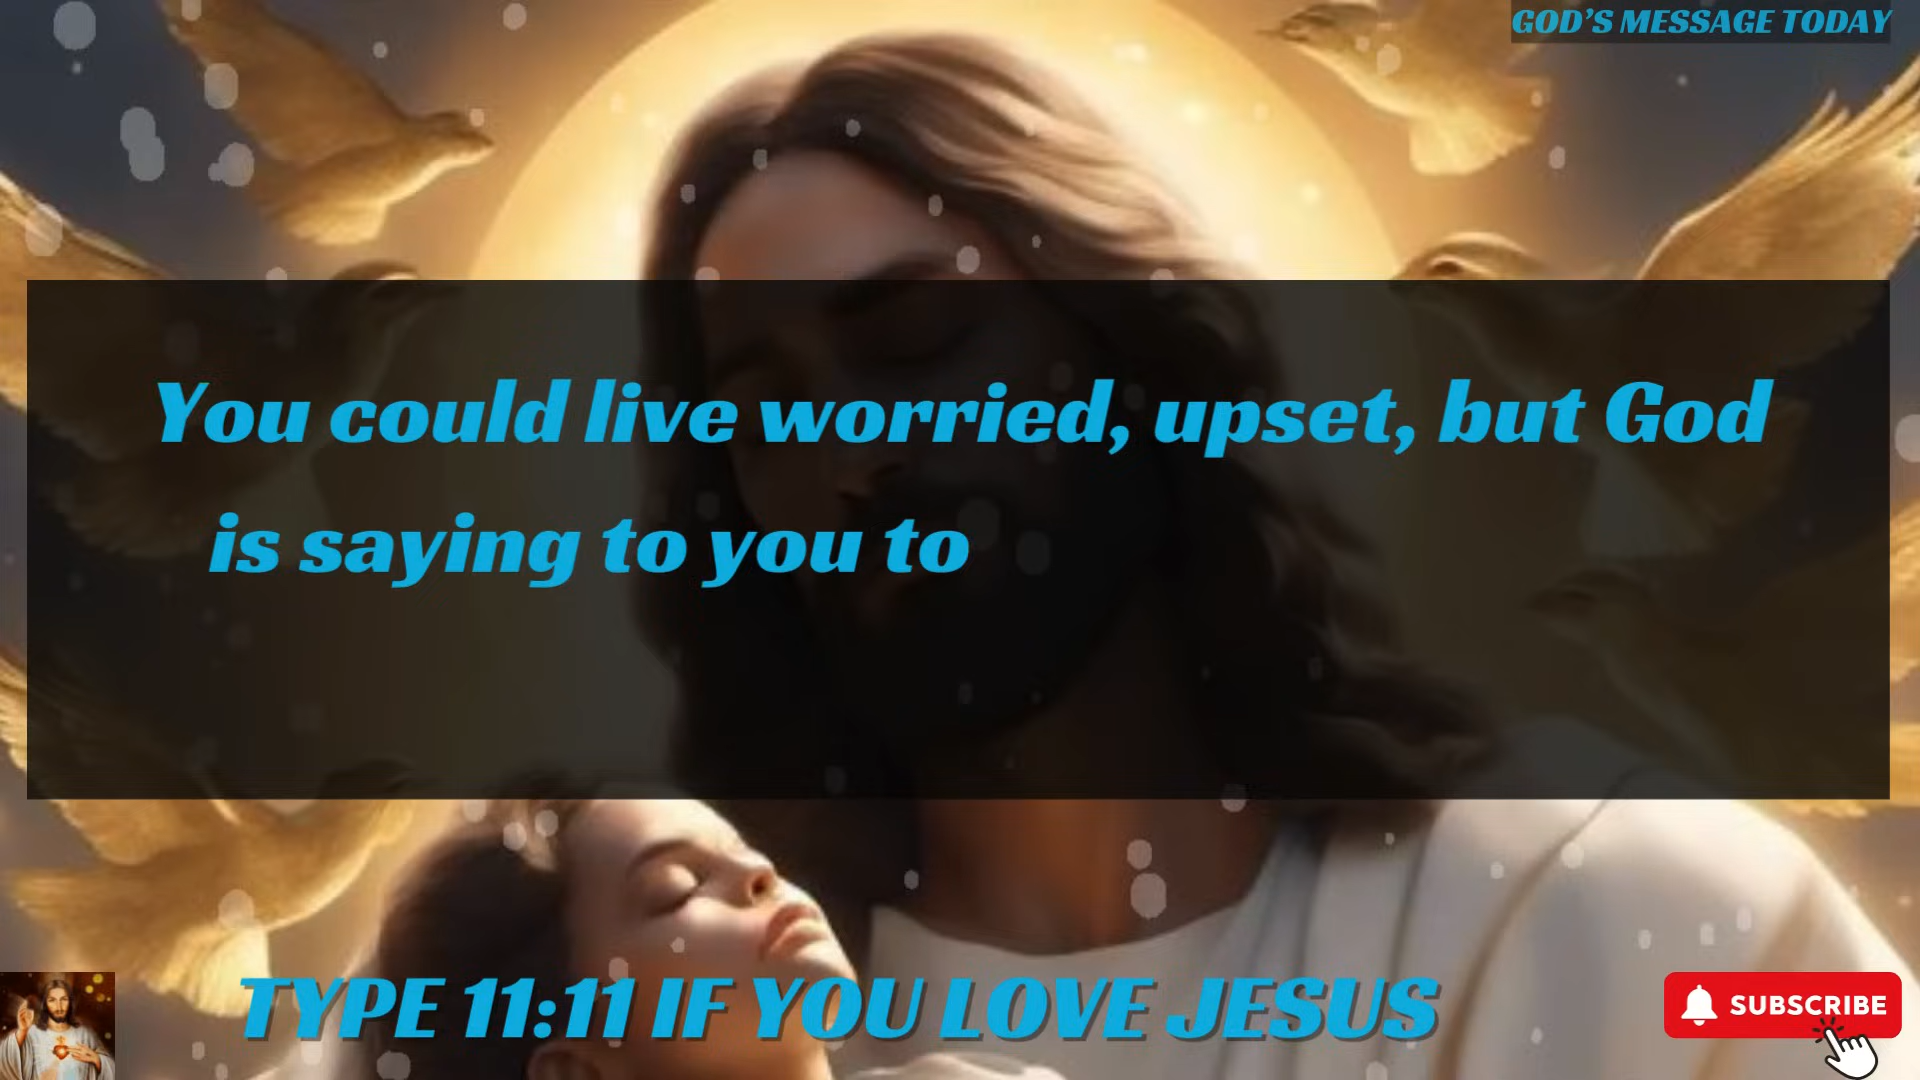 GOD'S MESSAGE TODAY
You could live worried, upset, but God
is saying to you to
TYPE 11:11 IF YOU LOVE JESUS
SUBSCRIBE